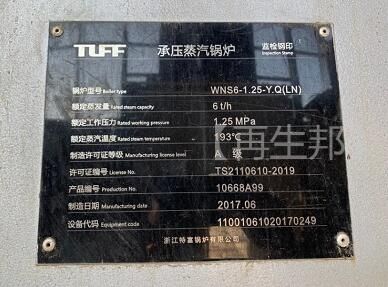 TUFF 承压蒸汽锅炉 监检钢印
Inspection Stamp
锅炉型号 Boiler type WNS6-1.25-Y.Q(LN)
额定蒸发量 Rated steam capacity 6 t/h
额定工作压力 Rated working pressure 1.25 MPa
额定蒸汽温度 Rated steam temperature 193℃
制造许可证等级 Manufacturing license level A 级
许可证编号 License No. TS2110610-2019
产品编号 Production No. 10668A99
制造日期 Manufacturing date 2017.06
设备代码 Equipment code 11001061020170249
浙江特富锅炉有限公司
再生邦